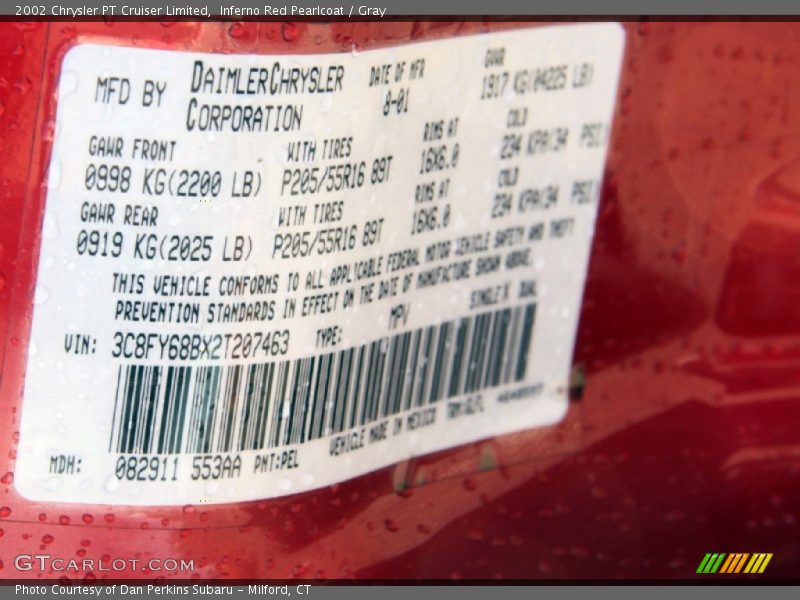 2002 Chrysler PT Cruiser Limited,  Inferno Red Pearlcoat / Gray
MFD BY DAIMLERCHRYSLER CORPORATION
DATE OF MFR 8-01
GVWR 1917 KG(04225 LB)
GAWR FRONT WITH TIRES RIMS AT COLD
0998 KG(2200 LB) P205/55R16 89T 16X6.0 234 KPA(34 PSI)
GAWR REAR WITH TIRES RIMS AT COLD
0919 KG(2025 LB) P205/55R16 89T 16X6.0 234 KPA(34 PSI)
THIS VEHICLE CONFORMS TO ALL APPLICABLE FEDERAL MOTOR VEHICLE SAFETY AND THEFT
PREVENTION STANDARDS IN EFFECT ON THE DATE OF MANUFACTURE SHOWN ABOVE.
VIN: 3C8FY68BX2T207463 TYPE: MPV SINGLE X DUAL
MDH: 082911 553AA PNT:PEL VEHICLE MADE IN MEXICO
GTCARLOT.COM
Photo Courtesy of Dan Perkins Subaru – Milford, CT